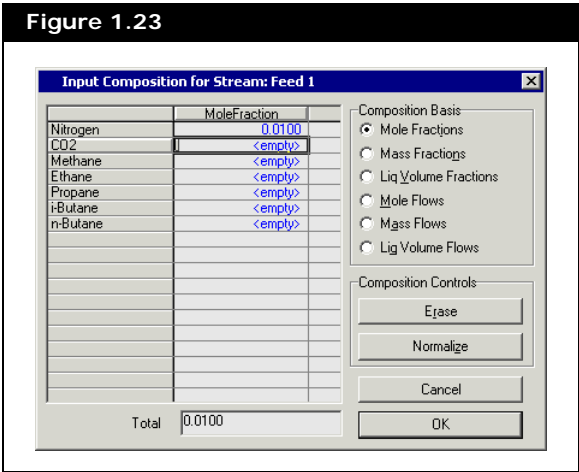 Figure 1.23
Input Composition for Stream: Feed 1
MoleFraction
Nitrogen 0.0100
CO2 <empty>
Methane <empty>
Ethane <empty>
Propane <empty>
i-Butane <empty>
n-Butane <empty>
Total 0.0100
Composition Basis
Mole Fractions
Mass Fractions
Liq Volume Fractions
Mole Flows
Mass Flows
Liq Volume Flows
Composition Controls
Erase
Normalize
Cancel
OK